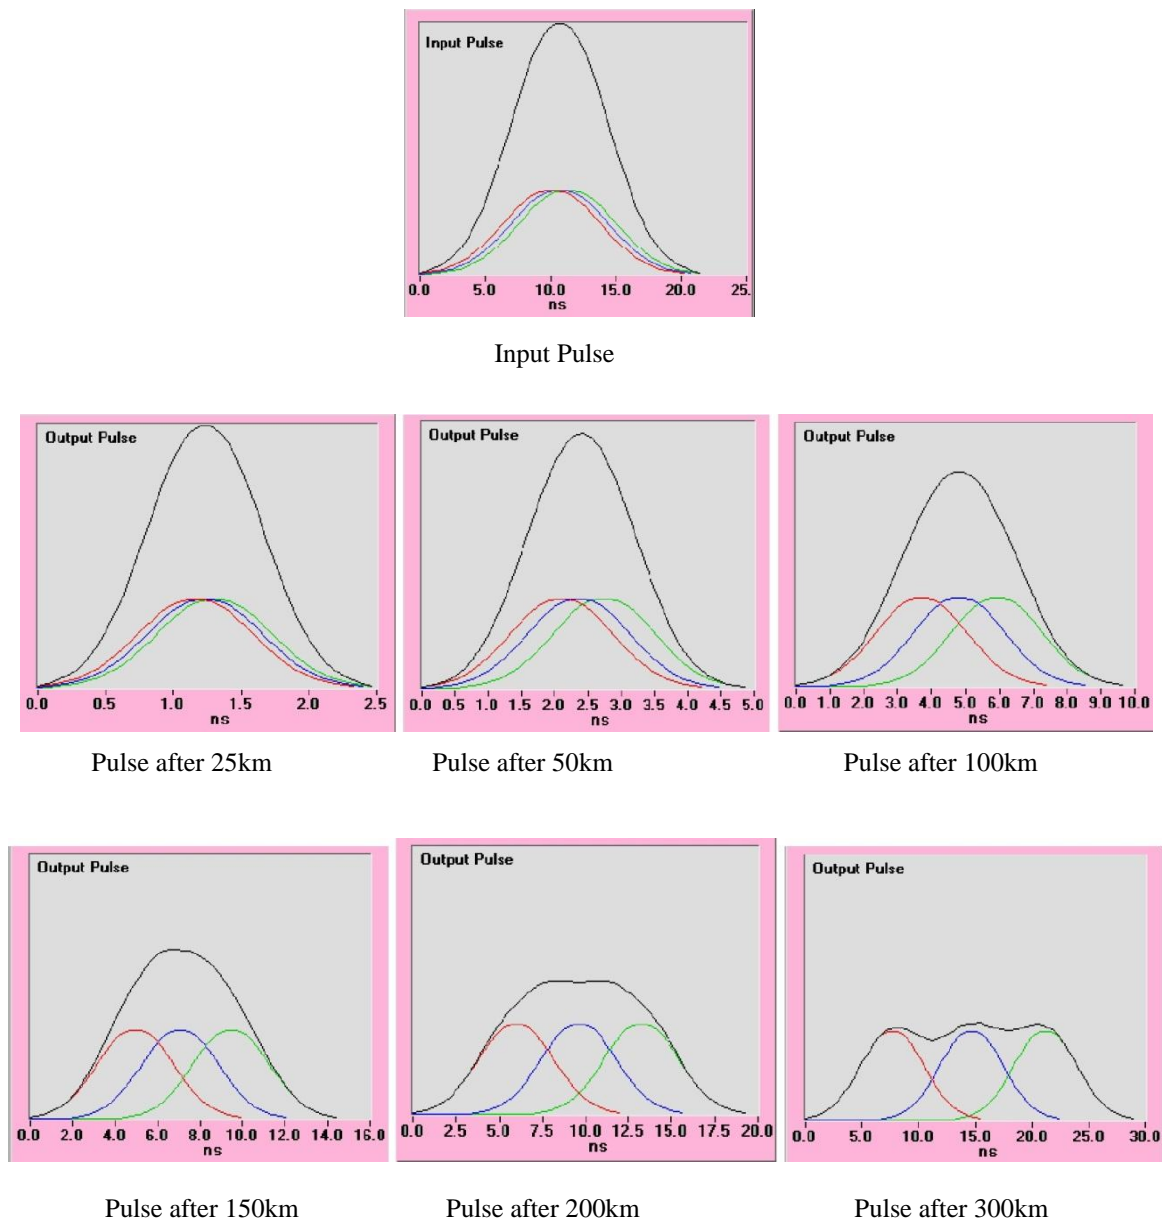 Input Pulse
0.0 5.0 10.0 15.0 20.0 25.
ns
Input Pulse
Output Pulse
0.0 0.5 1.0 1.5 2.0 2.5
ns
Output Pulse
0.0 0.5 1.0 1.5 2.0 2.5 3.0 3.5 4.0 4.5 5.0
ns
Output Pulse
0.0 1.0 2.0 3.0 4.0 5.0 6.0 7.0 8.0 9.0 10.0
ns
Pulse after 25km
Pulse after 50km
Pulse after 100km
Output Pulse
0.0 2.0 4.0 6.0 8.0 10.0 12.0 14.0 16.0
ns
Output Pulse
0.0 2.5 5.0 7.5 10.0 12.5 15.0 17.5 20.0
ns
Output Pulse
0.0 5.0 10.0 15.0 20.0 25.0 30.0
ns
Pulse after 150km
Pulse after 200km
Pulse after 300km